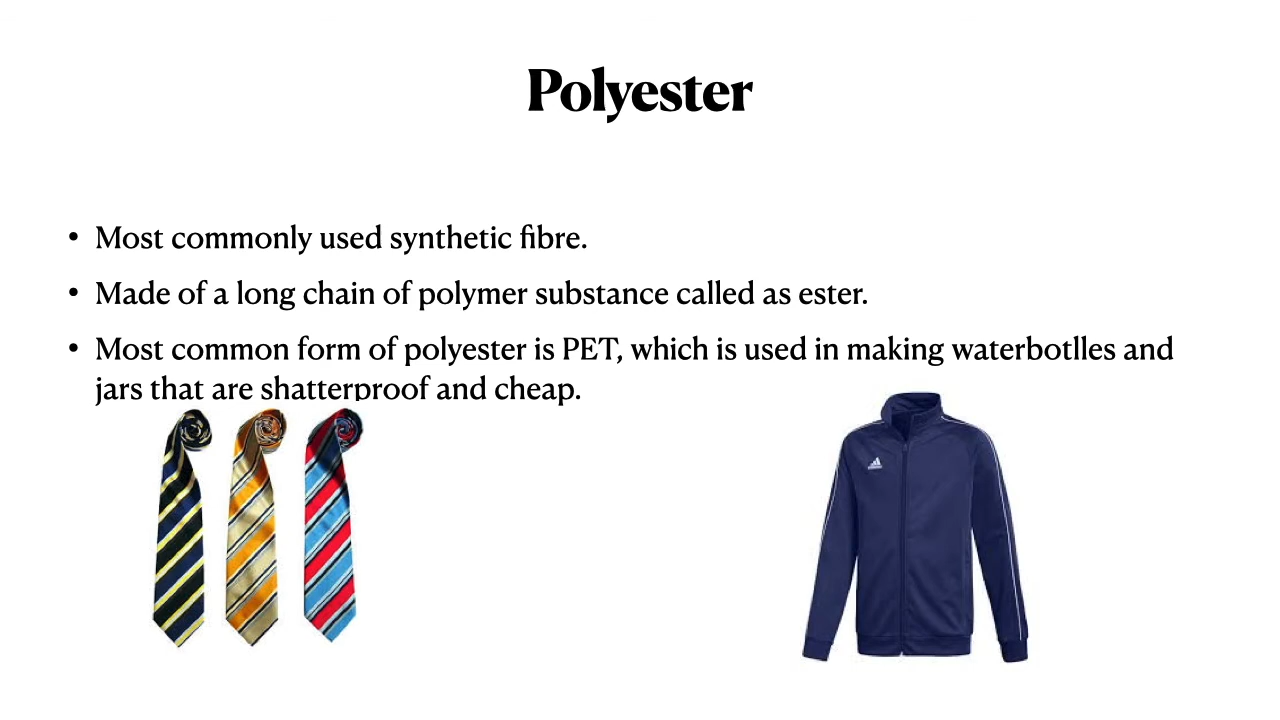 Polyester
• Most commonly used synthetic fibre.
• Made of a long chain of polymer substance called as ester.
• Most common form of polyester is PET, which is used in making waterbotlles and
jars that are shatterproof and cheap.